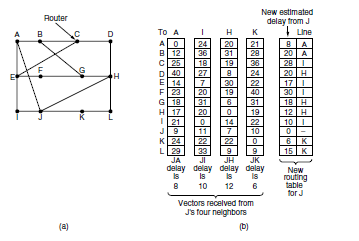 Router
A B C D
E F G H
I J K L
(a)
New estimated
delay from J
To A I H K Line
A 0 24 20 21 8 A
B 12 36 31 28 20 A
C 25 18 19 36 28 I
D 40 27 8 24 20 H
E 14 7 30 22 17 I
F 23 20 19 40 30 I
G 18 31 6 31 18 H
H 17 20 0 19 12 H
I 21 0 14 22 10 I
J 9 11 7 10 0 –
K 24 22 22 0 6 K
L 29 33 9 9 15 K
JA JI JH JK
delay delay delay delay
is is is is
8 10 12 6
New
routing
table
for J
Vectors received from
J's four neighbors
(b)